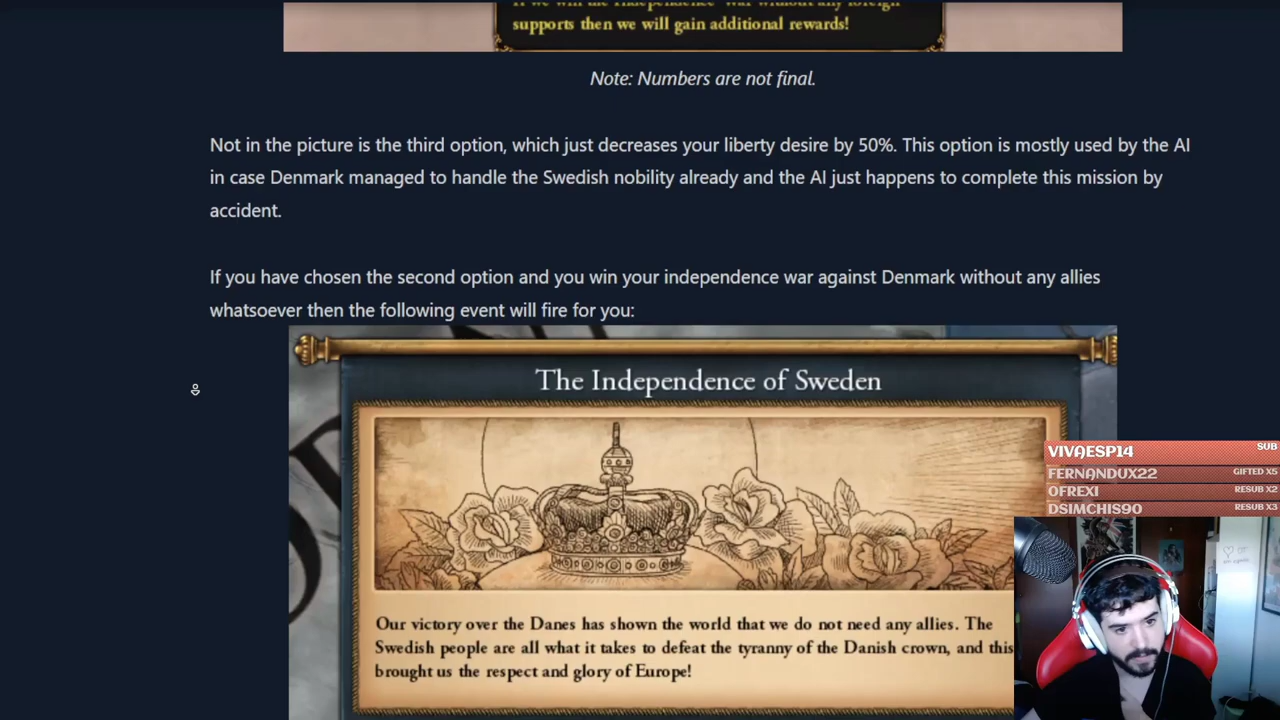 supports then we will gain additional rewards!
Note: Numbers are not final.
Not in the picture is the third option, which just decreases your liberty desire by 50%. This option is mostly used by the AI
in case Denmark managed to handle the Swedish nobility already and the AI just happens to complete this mission by
accident.
If you have chosen the second option and you win your independence war against Denmark without any allies
whatsoever then the following event will fire for you:
The Independence of Sweden
Our victory over the Danes has shown the world that we do not need any allies. The
Swedish people are all what it takes to defeat the tyranny of the Danish crown, and this
brought us the respect and glory of Europe!
VIVAESP14 SUB
FERNANDUX22 GIFTED X5
OFREXI RESUB X2
DSIMCHIS90 RESUB X3